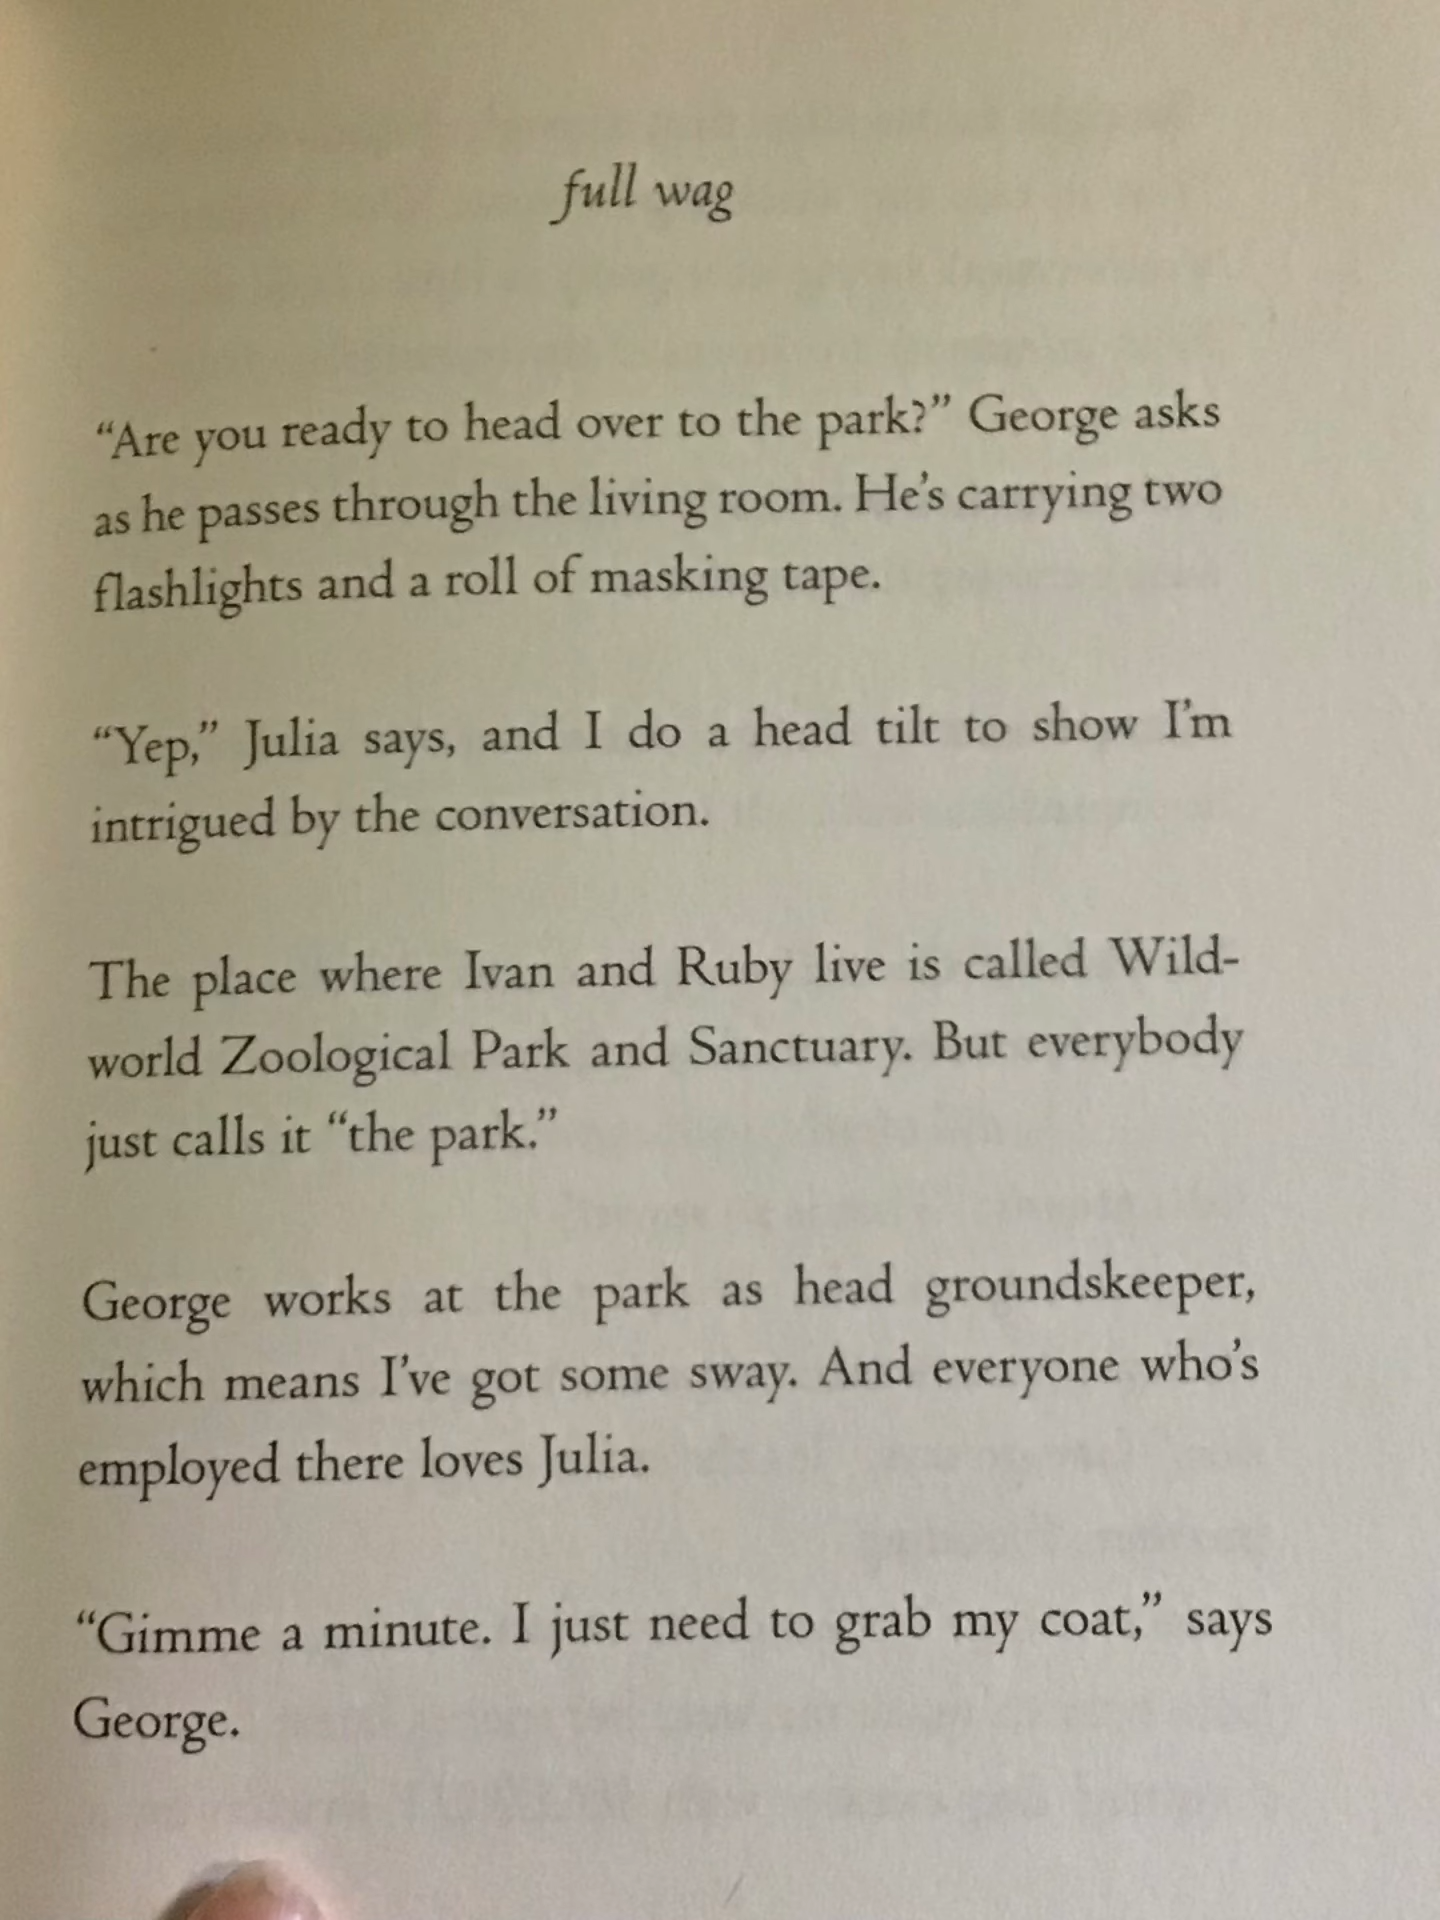 full wag
“Are you ready to head over to the park?” George asks
as he passes through the living room. He’s carrying two
flashlights and a roll of masking tape.
“Yep,” Julia says, and I do a head tilt to show I’m
intrigued by the conversation.
The place where Ivan and Ruby live is called Wild-
world Zoological Park and Sanctuary. But everybody
just calls it “the park.”
George works at the park as head groundskeeper,
which means I’ve got some sway. And everyone who’s
employed there loves Julia.
“Gimme a minute. I just need to grab my coat,” says
George.